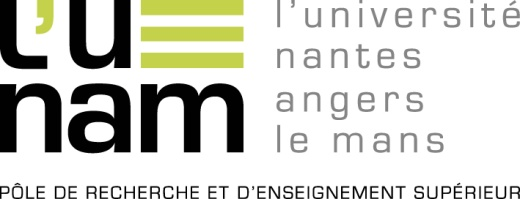 l'u
nam
l'université
nantes
angers
le mans
PÔLE DE RECHERCHE ET D'ENSEIGNEMENT SUPÉRIEUR